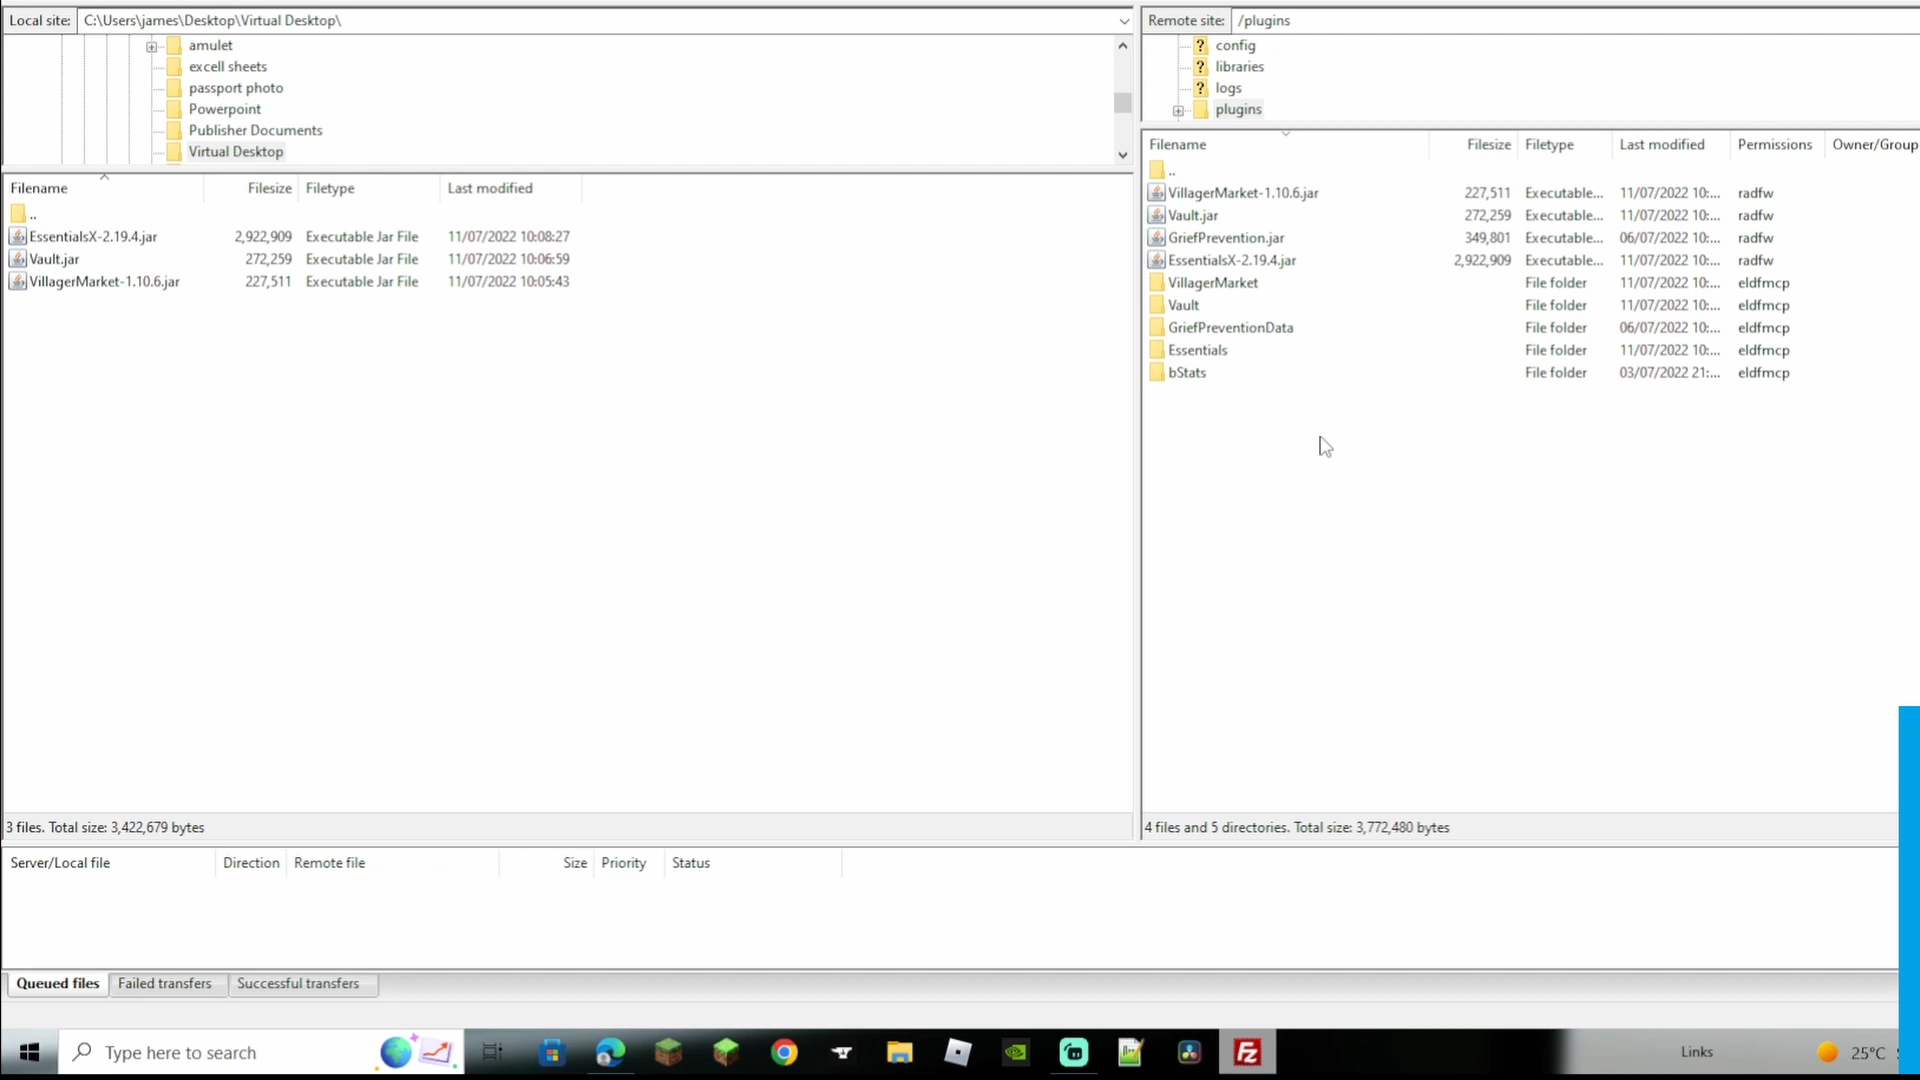 Local site: C:\Users\james\Desktop\Virtual Desktop\
amulet
excell sheets
passport photo
Powerpoint
Publisher Documents
Virtual Desktop
Filename Filesize Filetype Last modified
..
EssentialsX-2.19.4.jar 2,922,909 Executable Jar File 11/07/2022 10:08:27
Vault.jar 272,259 Executable Jar File 11/07/2022 10:06:59
VillagerMarket-1.10.6.jar 227,511 Executable Jar File 11/07/2022 10:05:43
3 files. Total size: 3,422,679 bytes
Remote site: /plugins
? config
? libraries
? logs
plugins
Filename Filesize Filetype Last modified Permissions Owner/Group
..
VillagerMarket-1.10.6.jar 227,511 Executable... 11/07/2022 10:... radfw
Vault.jar 272,259 Executable... 11/07/2022 10:... radfw
GriefPrevention.jar 349,801 Executable... 06/07/2022 10:... radfw
EssentialsX-2.19.4.jar 2,922,909 Executable... 11/07/2022 10:... radfw
VillagerMarket File folder 11/07/2022 10:... eldfmcp
Vault File folder 11/07/2022 10:... eldfmcp
GriefPreventionData File folder 06/07/2022 10:... eldfmcp
Essentials File folder 11/07/2022 10:... eldfmcp
bStats File folder 03/07/2022 21:... eldfmcp
4 files and 5 directories. Total size: 3,772,480 bytes
Server/Local file Direction Remote file Size Priority Status
Queued files Failed transfers Successful transfers
Type here to search Fz Links 25°C